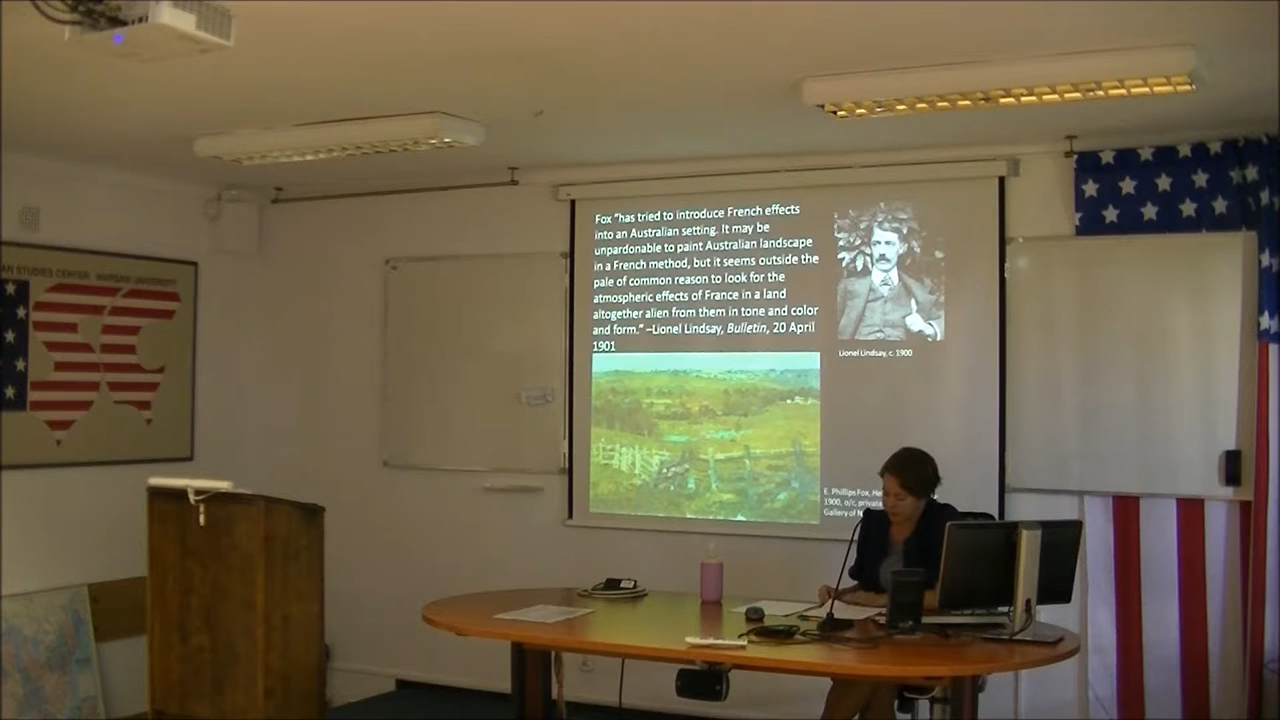 AN STUDIES CENTER, WARSAW UNIVERSITY
Fox "has tried to introduce French effects
into an Australian setting. It may be
unpardonable to paint Australian landscape
in a French method, but it seems outside the
pale of common reason to look for the
atmospheric effects of France in a land
altogether alien from them in tone and color
and form." –Lionel Lindsay, Bulletin, 20 April
1901
Lionel Lindsay, c. 1900
E. Phillips Fox,
1900, o/c, private
Gallery of